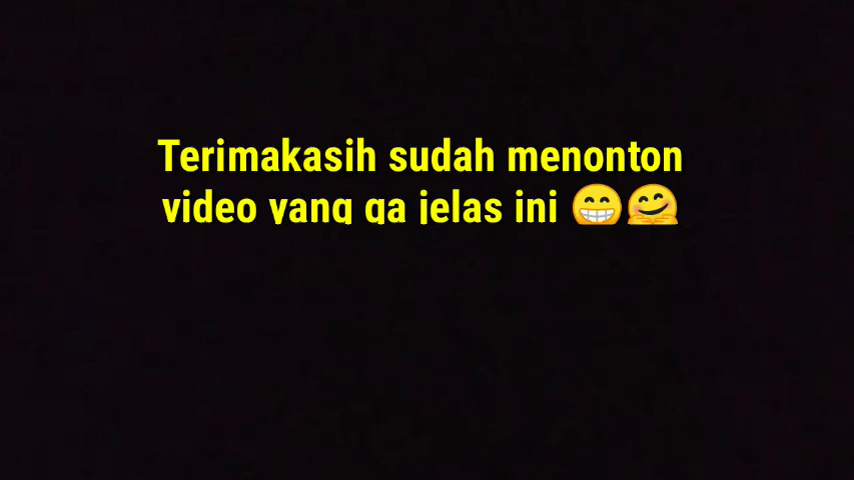 Terimakasih sudah menonton
video yang ga jelas ini 😁🤗